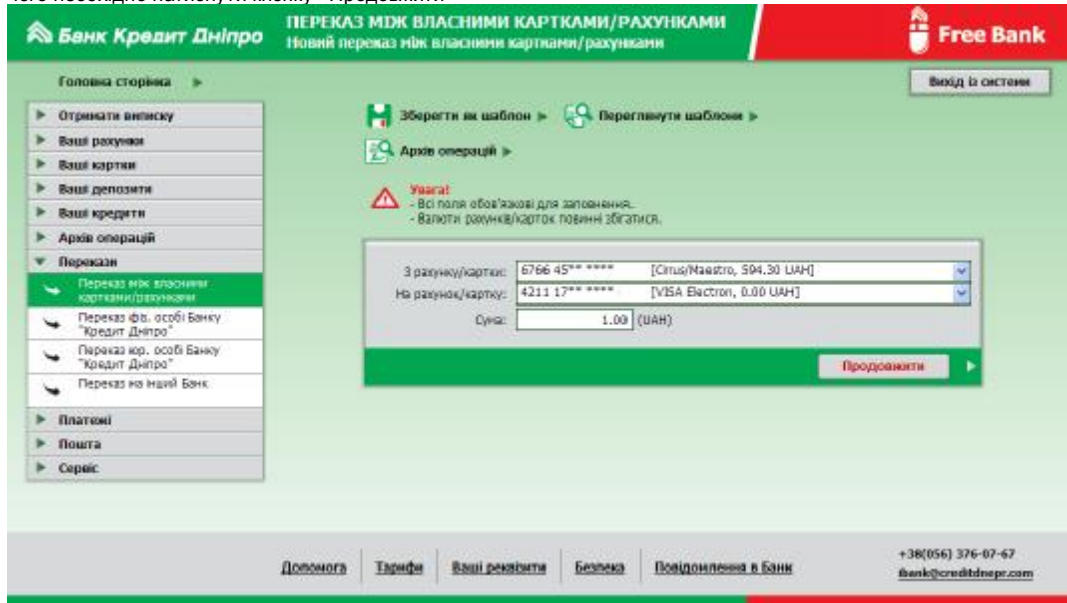 чого необхідно натиснути кнопку "Продовжити"
Банк Кредит Дніпро
ПЕРЕКАЗ МІЖ ВЛАСНИМИ КАРТКАМИ/РАХУНКАМИ
Новий переказ між власними картками/рахунками
Free Bank
Головна сторінка
Вихід із системи
Отримати виписку
Ваші рахунки
Ваші картки
Ваші депозити
Ваші кредити
Архів операцій
Перекази
Переказ між власними
картками/рахунками
Переказ фіз. особі Банку
"Кредит Дніпро"
Переказ юр. особі Банку
"Кредит Дніпро"
Переказ на інший Банк
Платежі
Пошта
Сервіс
Зберегти як шаблон
Переглянути шаблони
Архів операцій
Увага!
- Всі поля обов'язкові для заповнення.
- Валюти рахунків/карток повинні збігатися.
З рахунку/картки: 6766 45** **** [Cirrus/Maestro, 594.30 UAH]
На рахунок/картку: 4211 17** **** [VISA Electron, 0.00 UAH]
Сума: 1.00 (UAH)
Продовжити
Допомога
Тарифи
Ваші реквізити
Безпека
Повідомлення в Банк
+38(056) 376-07-67
ibank@creditdnepr.com